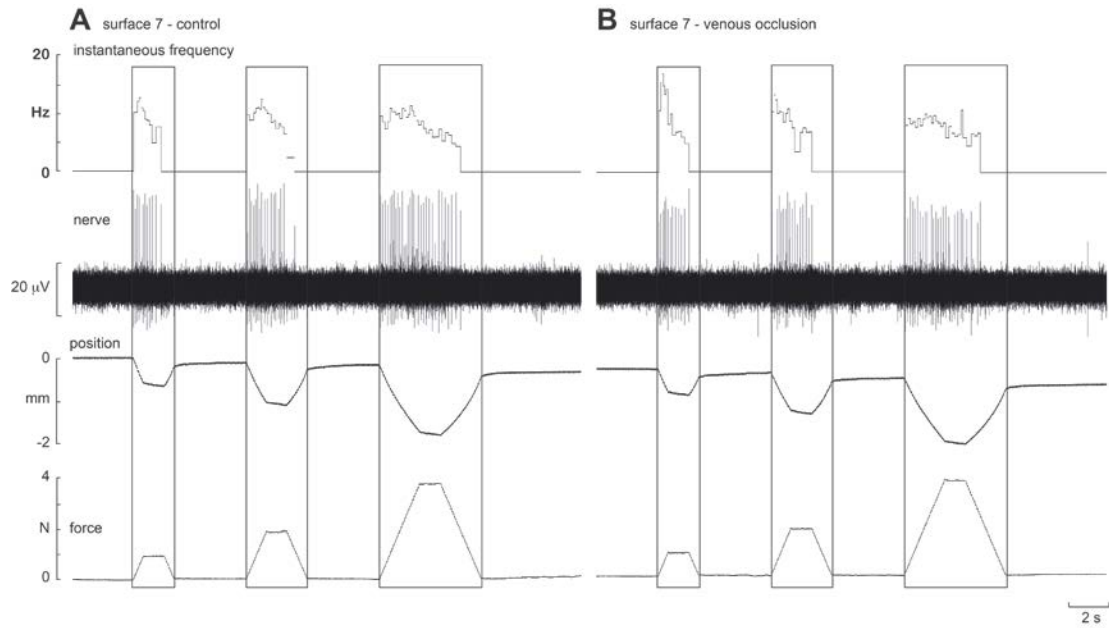 A surface 7 - control
B surface 7 - venous occlusion
instantaneous frequency
20
Hz
0
nerve
20 μV
position
0
mm
-2
4
N
force
0
2 s